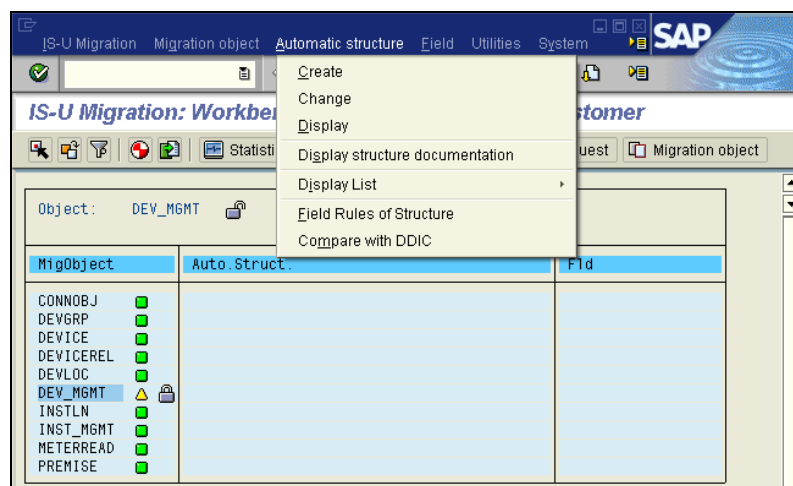 IS-U Migration Migration object Automatic structure Field Utilities System SAP
Create
Change
Display
Display structure documentation
Display List
Field Rules of Structure
Compare with DDIC
IS-U Migration: Workbe stomer
Statisti uest Migration object
Object: DEV_MGMT
MigObject Auto.Struct. Fld
CONNOBJ
DEVGRP
DEVICE
DEVICEREL
DEVLOC
DEV_MGMT
INSTLN
INST_MGMT
METERREAD
PREMISE